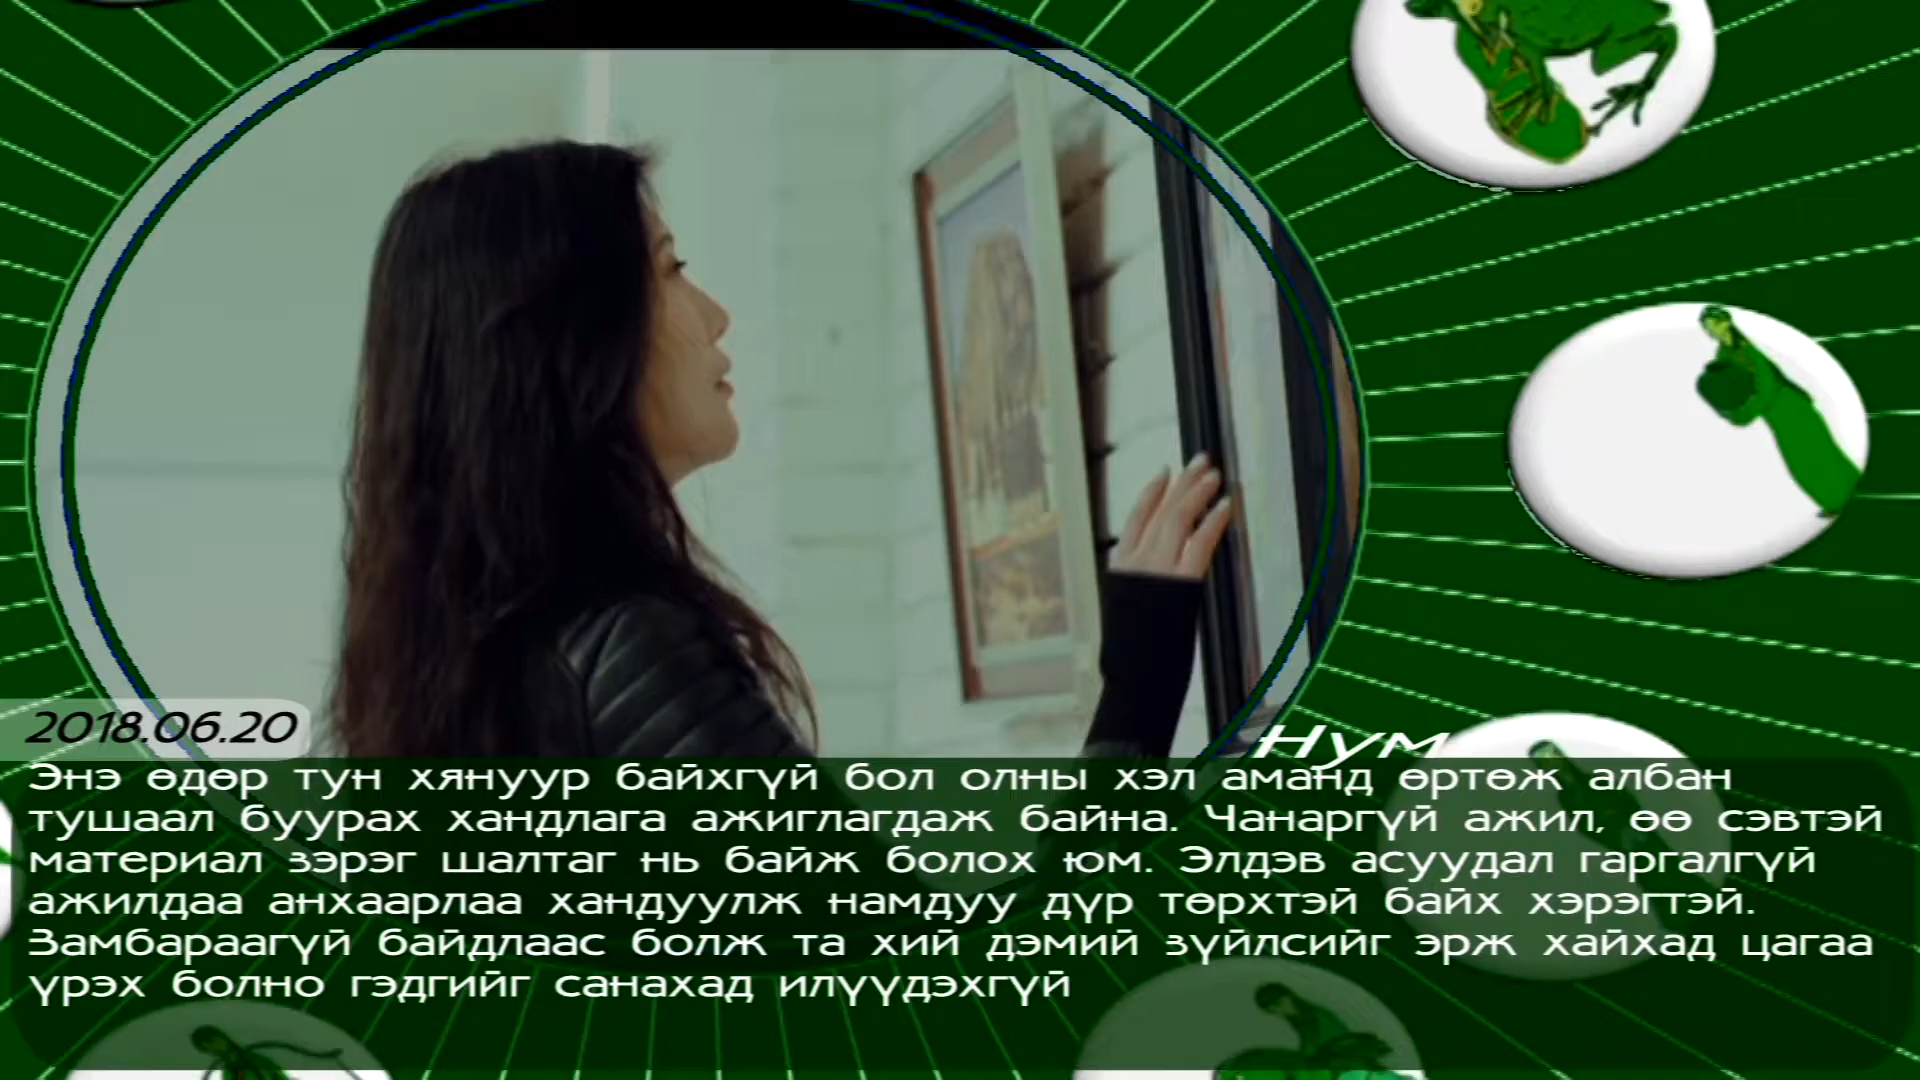 2018.06.20
Нум
Энэ өдөр тун хянуур байхгүй бол олны хэл аманд өртөж албан
тушаал буурах хандлага ажиглагдаж байна. Чанаргүй ажил, өө сэвтэй
материал зэрэг шалтаг нь байж болох юм. Элдэв асуудал гаргалгүй
ажилдаа анхаарлаа хандуулж намдуу дүр төрхтэй байх хэрэгтэй.
Замбараагүй байдлаас болж та хий дэмий зүйлсийг эрж хайхад цагаа
үрэх болно гэдгийг санахад илүүдэхгүй